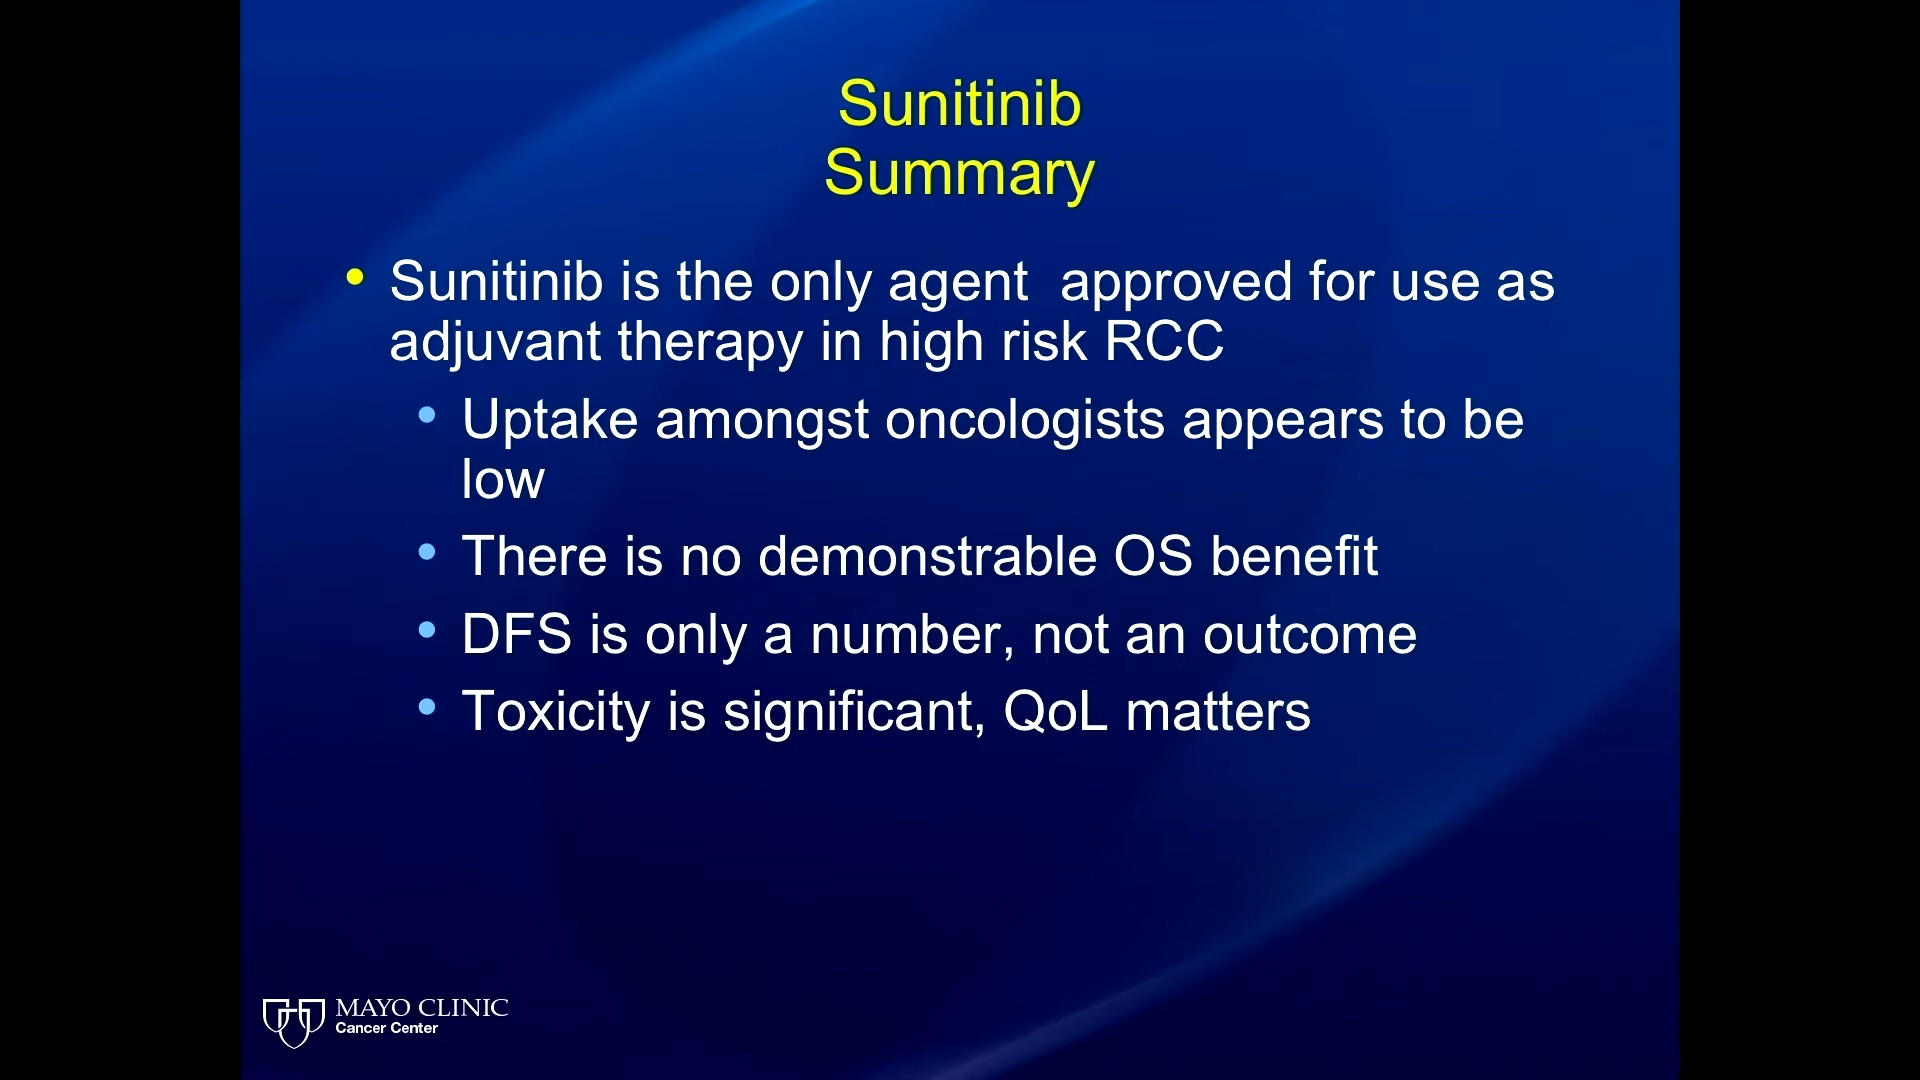 Sunitinib
Summary
• Sunitinib is the only agent  approved for use as
adjuvant therapy in high risk RCC
• Uptake amongst oncologists appears to be
low
• There is no demonstrable OS benefit
• DFS is only a number, not an outcome
• Toxicity is significant, QoL matters
MAYO CLINIC
Cancer Center